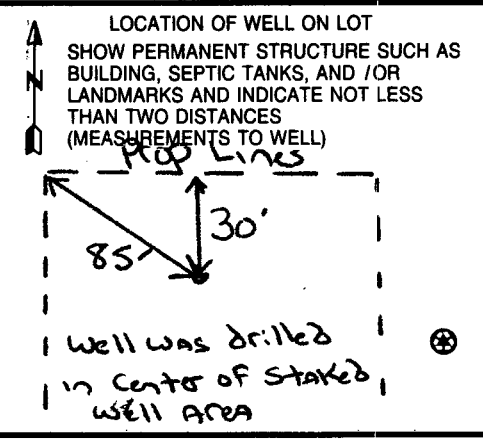 LOCATION OF WELL ON LOT
SHOW PERMANENT STRUCTURE SUCH AS
BUILDING, SEPTIC TANKS, AND /OR
LANDMARKS AND INDICATE NOT LESS
THAN TWO DISTANCES
(MEASUREMENTS TO WELL)
N
Prop Lines
30'
85'
Well was drilled
in Center of Staked
Well Area